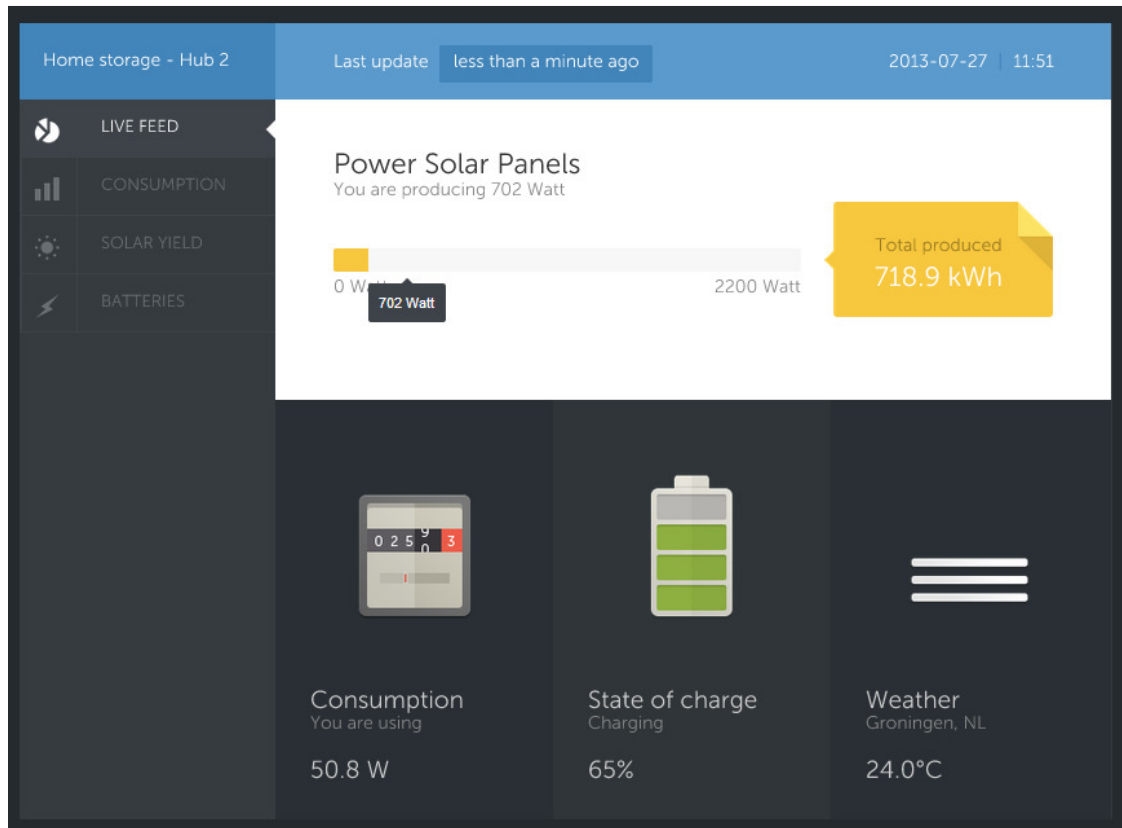 Home storage - Hub 2
Last update less than a minute ago
2013-07-27 11:51
LIVE FEED
CONSUMPTION
SOLAR YIELD
BATTERIES
Power Solar Panels
You are producing 702 Watt
0 W
2200 Watt
702 Watt
Total produced
718.9 kWh
0 2 5 9 3
0
Consumption
You are using
50.8 W
State of charge
Charging
65%
Weather
Groningen, NL
24.0°C